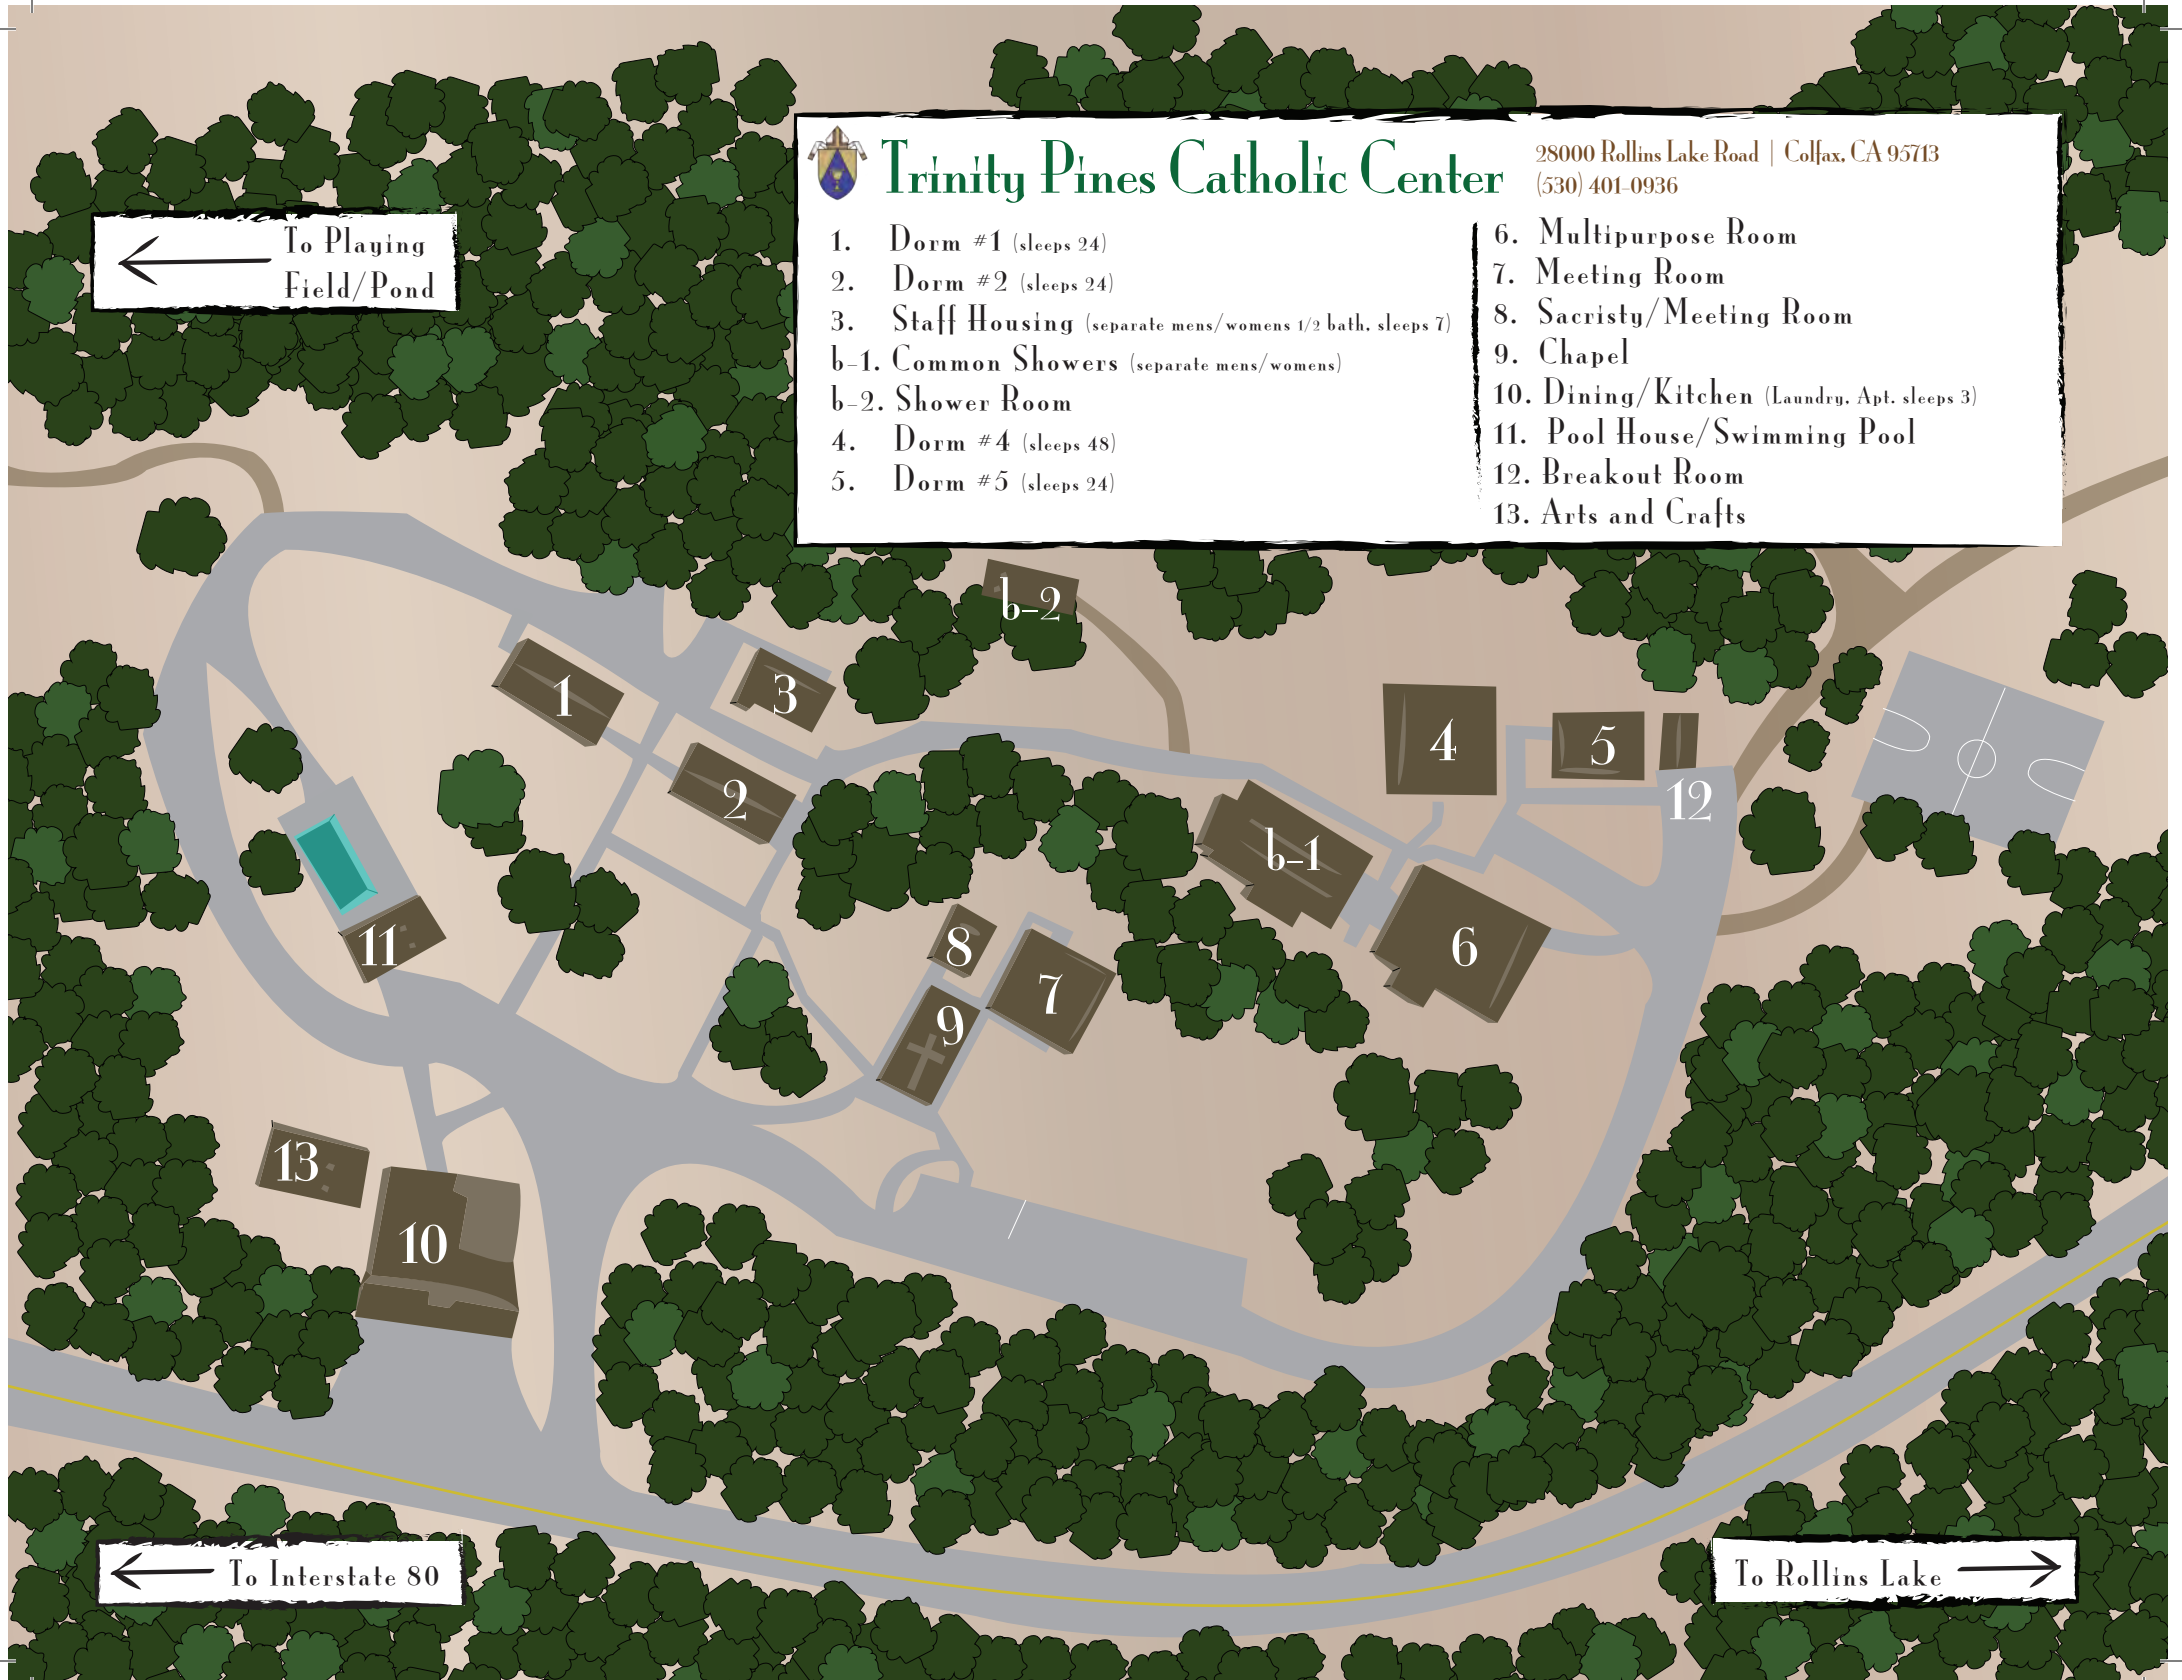 Trinity Pines Catholic Center
28000 Rollins Lake Road | Colfax, CA 95713
(530) 401-0936
1. Dorm #1 (sleeps 24)
2. Dorm #2 (sleeps 24)
3. Staff Housing (separate mens/womens 1/2 bath, sleeps 7)
b-1. Common Showers (separate mens/womens)
b-2. Shower Room
4. Dorm #4 (sleeps 48)
5. Dorm #5 (sleeps 24)
6. Multipurpose Room
7. Meeting Room
8. Sacristy/Meeting Room
9. Chapel
10. Dining/Kitchen (Laundry, Apt. sleeps 3)
11. Pool House/Swimming Pool
12. Breakout Room
13. Arts and Crafts
To Playing
Field/Pond
b-2
1
3
4
5
2
12
b-1
11
8
6
7
9
13
10
To Interstate 80
To Rollins Lake